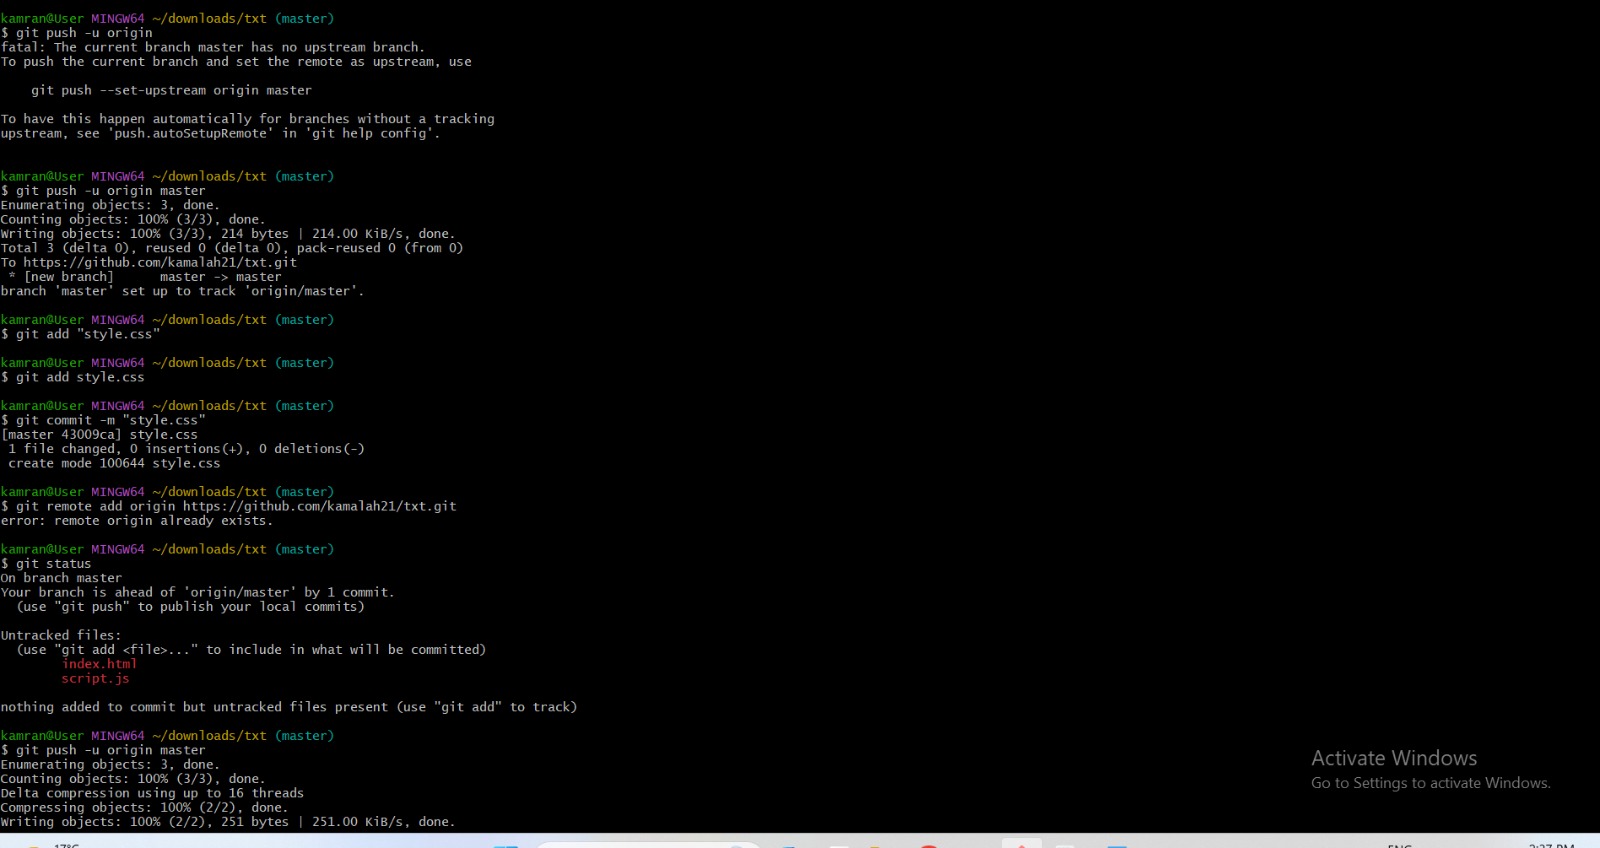 kamran@User MINGW64 ~/downloads/txt (master)
$ git push -u origin
fatal: The current branch master has no upstream branch.
To push the current branch and set the remote as upstream, use

    git push --set-upstream origin master

To have this happen automatically for branches without a tracking
upstream, see 'push.autoSetupRemote' in 'git help config'.


kamran@User MINGW64 ~/downloads/txt (master)
$ git push -u origin master
Enumerating objects: 3, done.
Counting objects: 100% (3/3), done.
Writing objects: 100% (3/3), 214 bytes | 214.00 KiB/s, done.
Total 3 (delta 0), reused 0 (delta 0), pack-reused 0 (from 0)
To https://github.com/kamalah21/txt.git
 * [new branch]      master -> master
branch 'master' set up to track 'origin/master'.

kamran@User MINGW64 ~/downloads/txt (master)
$ git add "style.css"

kamran@User MINGW64 ~/downloads/txt (master)
$ git add style.css

kamran@User MINGW64 ~/downloads/txt (master)
$ git commit -m "style.css"
[master 43009ca] style.css
 1 file changed, 0 insertions(+), 0 deletions(-)
 create mode 100644 style.css

kamran@User MINGW64 ~/downloads/txt (master)
$ git remote add origin https://github.com/kamalah21/txt.git
error: remote origin already exists.

kamran@User MINGW64 ~/downloads/txt (master)
$ git status
On branch master
Your branch is ahead of 'origin/master' by 1 commit.
  (use "git push" to publish your local commits)

Untracked files:
  (use "git add <file>..." to include in what will be committed)
        index.html
        script.js

nothing added to commit but untracked files present (use "git add" to track)

kamran@User MINGW64 ~/downloads/txt (master)
$ git push -u origin master
Enumerating objects: 3, done.
Counting objects: 100% (3/3), done.
Delta compression using up to 16 threads
Compressing objects: 100% (2/2), done.
Writing objects: 100% (2/2), 251 bytes | 251.00 KiB/s, done.
Activate Windows
Go to Settings to activate Windows.
17°C
ENG